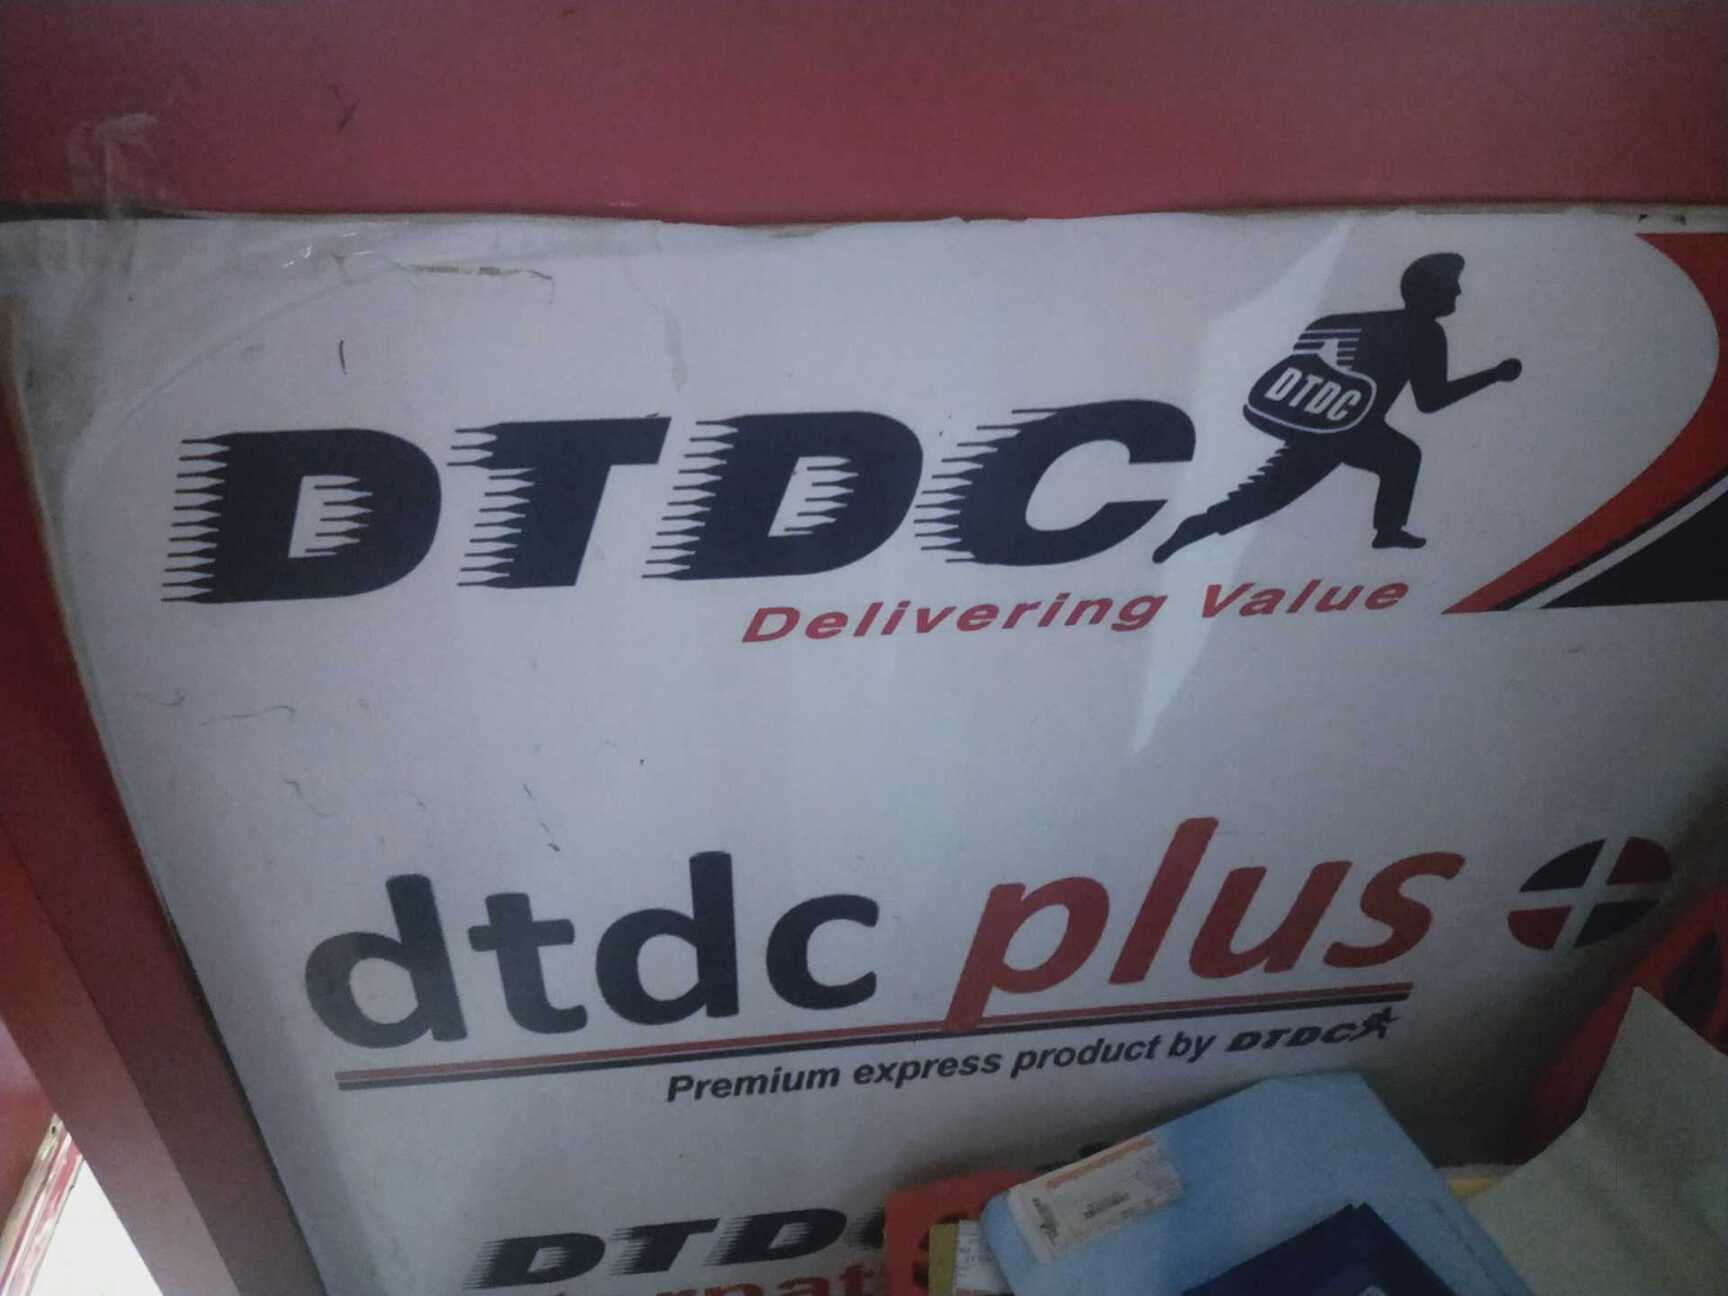 DTDC
DTDC
Delivering Value
dtdc plus
Premium express product by DTDC